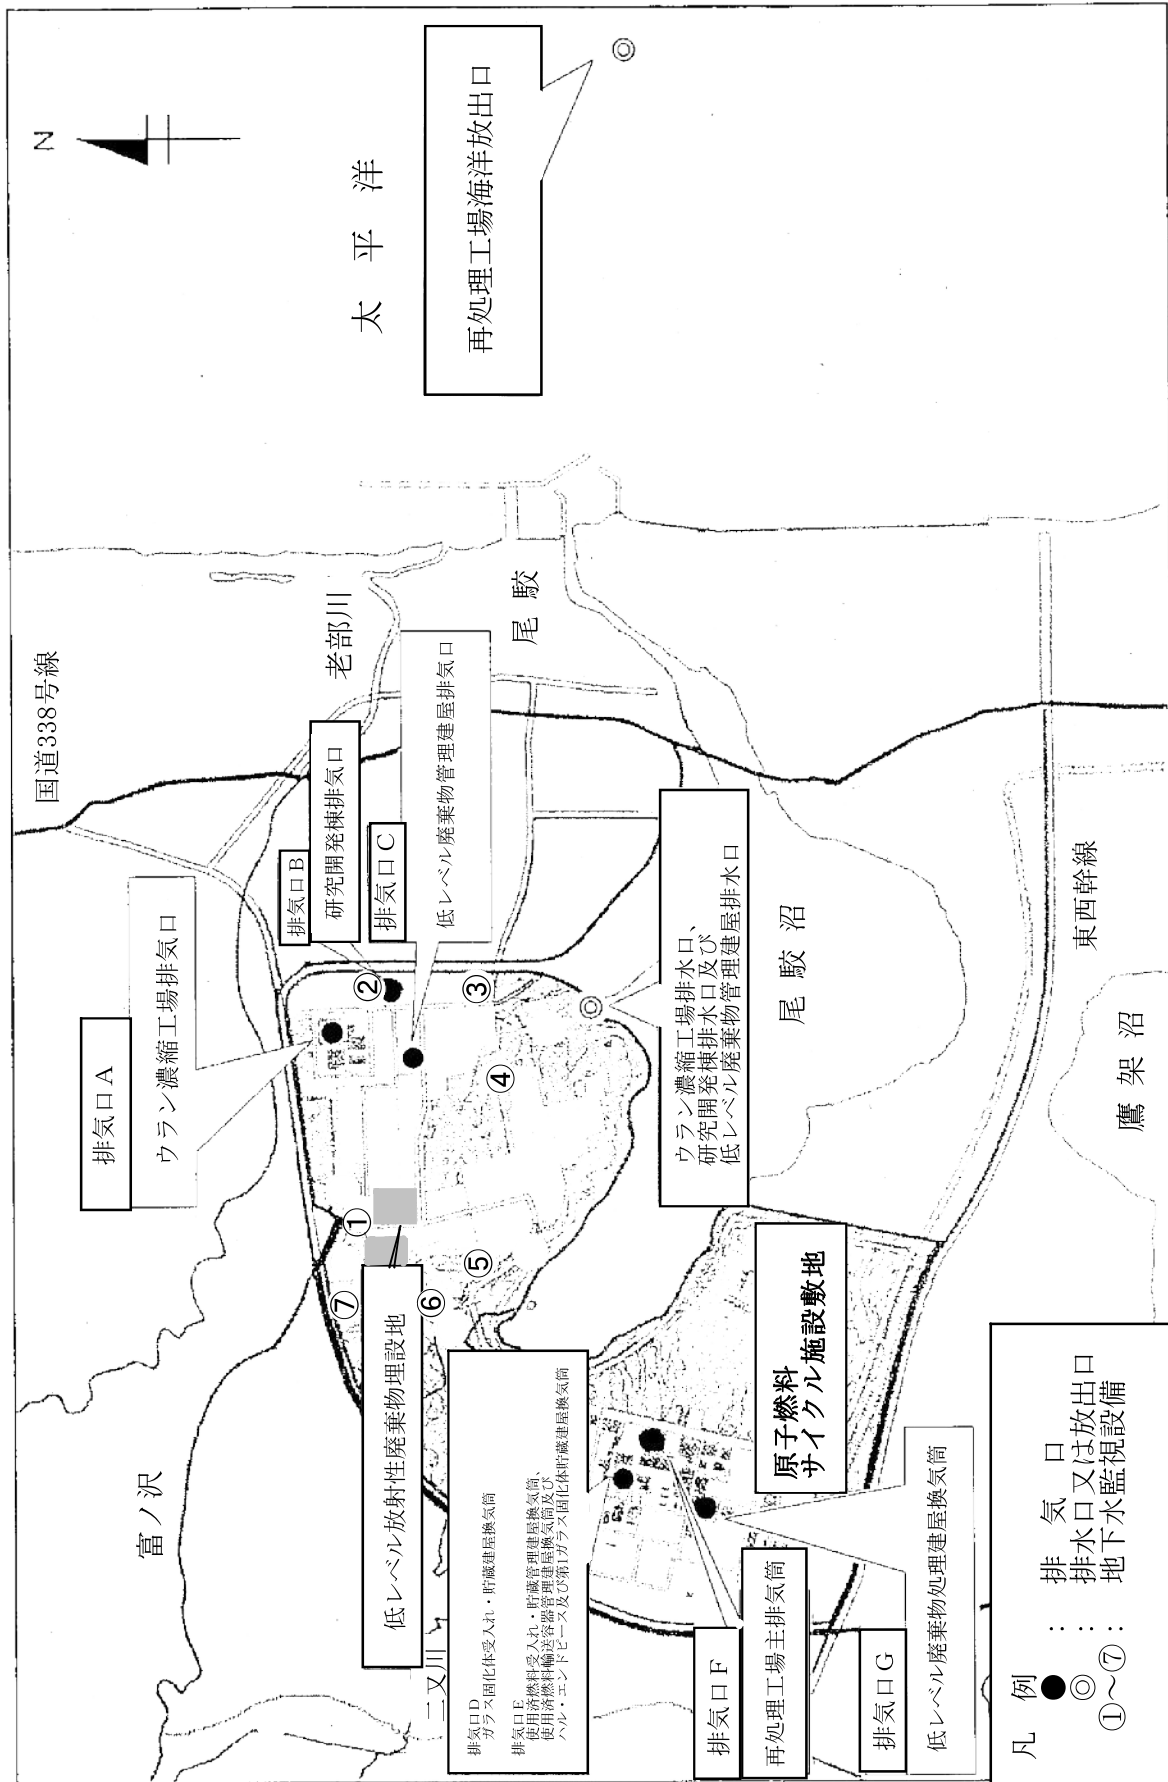 N
太平洋
再処理工場海洋放出口
国道338号線
老部川
尾駮
排気口A
ウラン濃縮工場排気口
排気口B
研究開発棟排気口
排気口C
低レベル廃棄物管理建屋排気口
富ノ沢
①
②
③
④
⑤
⑥
⑦
低レベル放射性廃棄物埋設地
二又川
ウラン濃縮工場排水口、
研究開発棟排水口及び
低レベル廃棄物管理建屋排水口
尾駮沼
排気口D
ガラス固化体受入れ・貯蔵建屋換気筒
排気口E
使用済燃料受入れ・貯蔵管理建屋換気筒、
使用済燃料輸送容器管理建屋換気筒及び
ハル・エンドピース及び第1ガラス固化体貯蔵建屋換気筒
原子燃料
サイクル施設敷地
東西幹線
鷹架沼
排気口F
再処理工場主排気筒
排気口G
低レベル廃棄物処理建屋換気筒
凡例
●：排気口
◎：排水口又は放出口
①～⑦：地下水監視設備